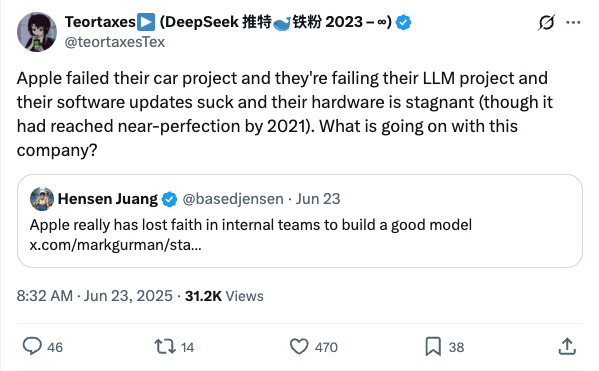 Teortaxes▶️ (DeepSeek 推特🐋铁粉 2023 – ∞)
@teortaxesTex
Apple failed their car project and they're failing their LLM project and
their software updates suck and their hardware is stagnant (though it
had reached near-perfection by 2021). What is going on with this
company?
Hensen Juang @basedjensen · Jun 23
Apple really has lost faith in internal teams to build a good model
x.com/markgurman/sta...
8:32 AM · Jun 23, 2025 · 31.2K Views
46 14 470 38